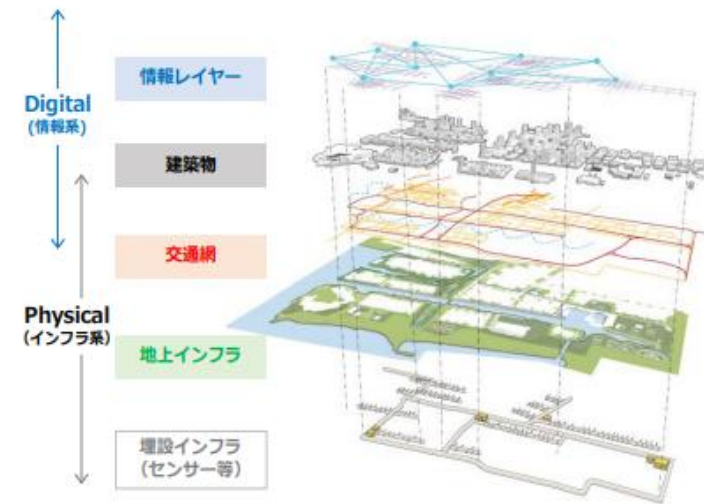 情報レイヤー
Digital
(情報系)
建築物
交通網
Physical
(インフラ系)
地上インフラ
埋設インフラ
(センサー等)